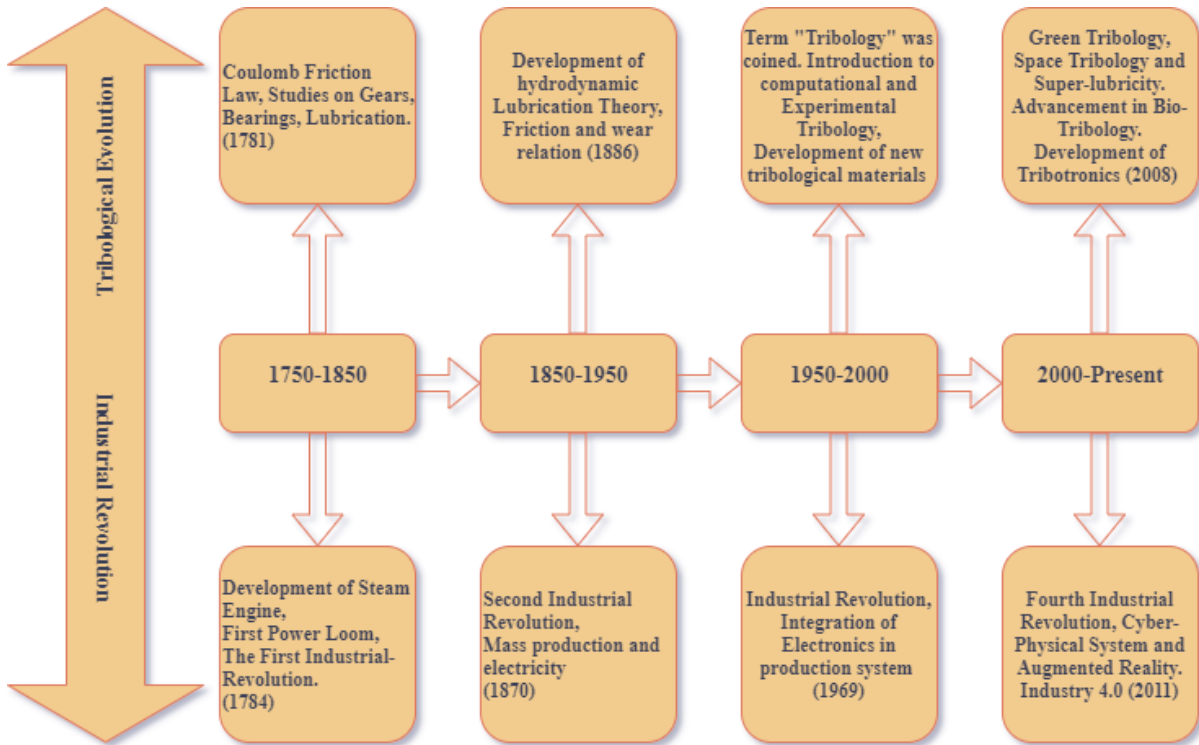 Tribological Evolution
Industrial Revolution
Coulomb Friction
Law, Studies on Gears,
Bearings, Lubrication.
(1781)
Development of
hydrodynamic
Lubrication Theory,
Friction and wear
relation (1886)
Term "Tribology" was
coined. Introduction to
computational and
Experimental
Tribology,
Development of new
tribological materials
Green Tribology,
Space Tribology and
Super-lubricity.
Advancement in Bio-
Tribology.
Development of
Tribotronics (2008)
1750-1850
1850-1950
1950-2000
2000-Present
Development of Steam
Engine,
First Power Loom,
The First Industrial-
Revolution.
(1784)
Second Industrial
Revolution,
Mass production and
electricity
(1870)
Industrial Revolution,
Integration of
Electronics in
production system
(1969)
Fourth Industrial
Revolution, Cyber-
Physical System and
Augmented Reality.
Industry 4.0 (2011)